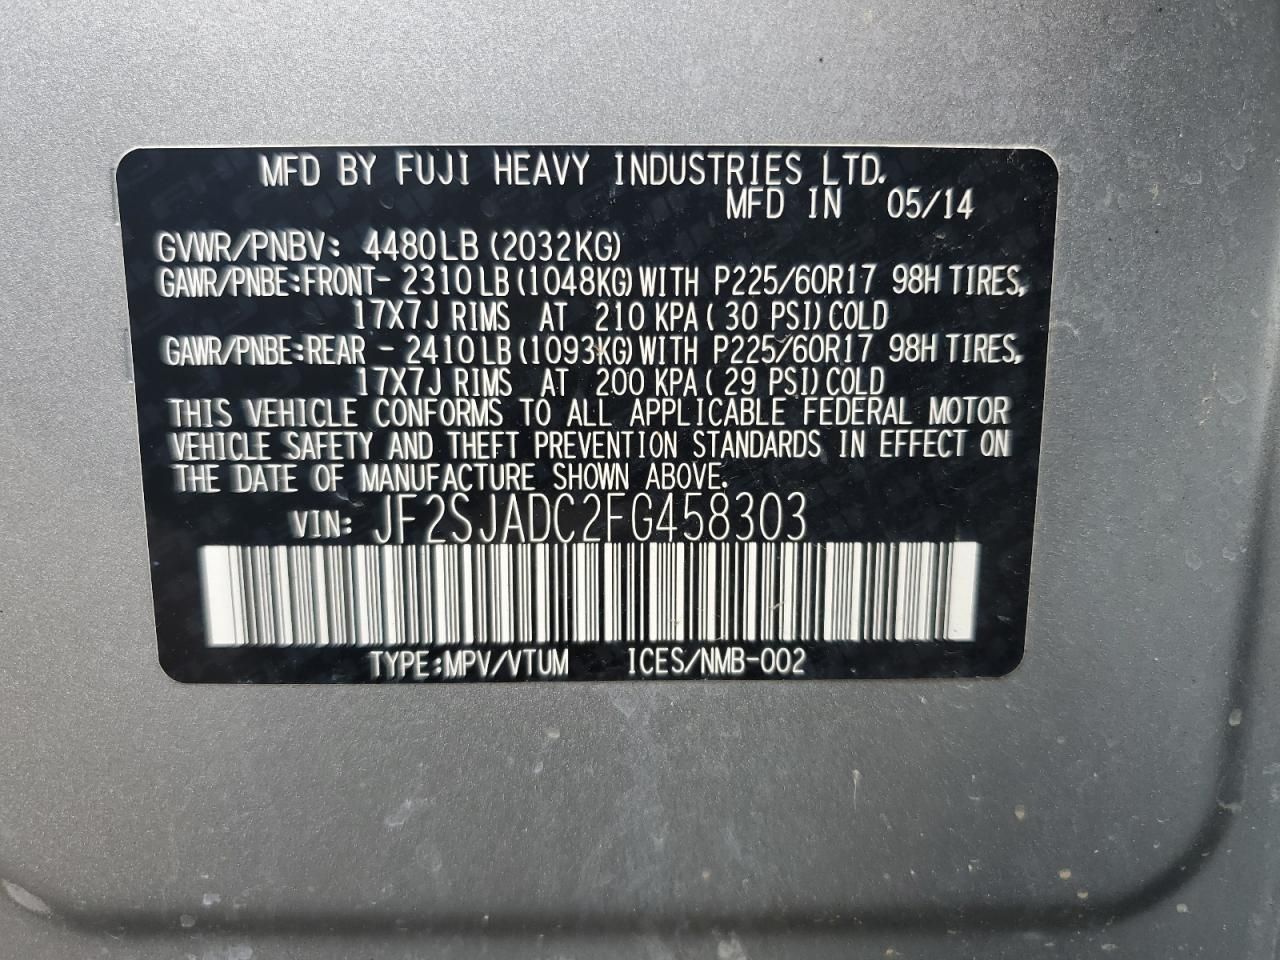 MFD BY FUJI HEAVY INDUSTRIES LTD.
MFD IN 05/14
GVWR/PNBV: 4480LB (2032KG)
GAWR/PNBE:FRONT- 2310LB (1048KG) WITH P225/60R17 98H TIRES,
17X7J RIMS AT 210 KPA ( 30 PSI) COLD
GAWR/PNBE:REAR - 2410LB (1093KG) WITH P225/60R17 98H TIRES,
17X7J RIMS AT 200 KPA ( 29 PSI) COLD
THIS VEHICLE CONFORMS TO ALL APPLICABLE FEDERAL MOTOR
VEHICLE SAFETY AND THEFT PREVENTION STANDARDS IN EFFECT ON
THE DATE OF MANUFACTURE SHOWN ABOVE.
VIN: JF2SJADC2FG458303
TYPE:MPV/VTUM ICES/NMB-002